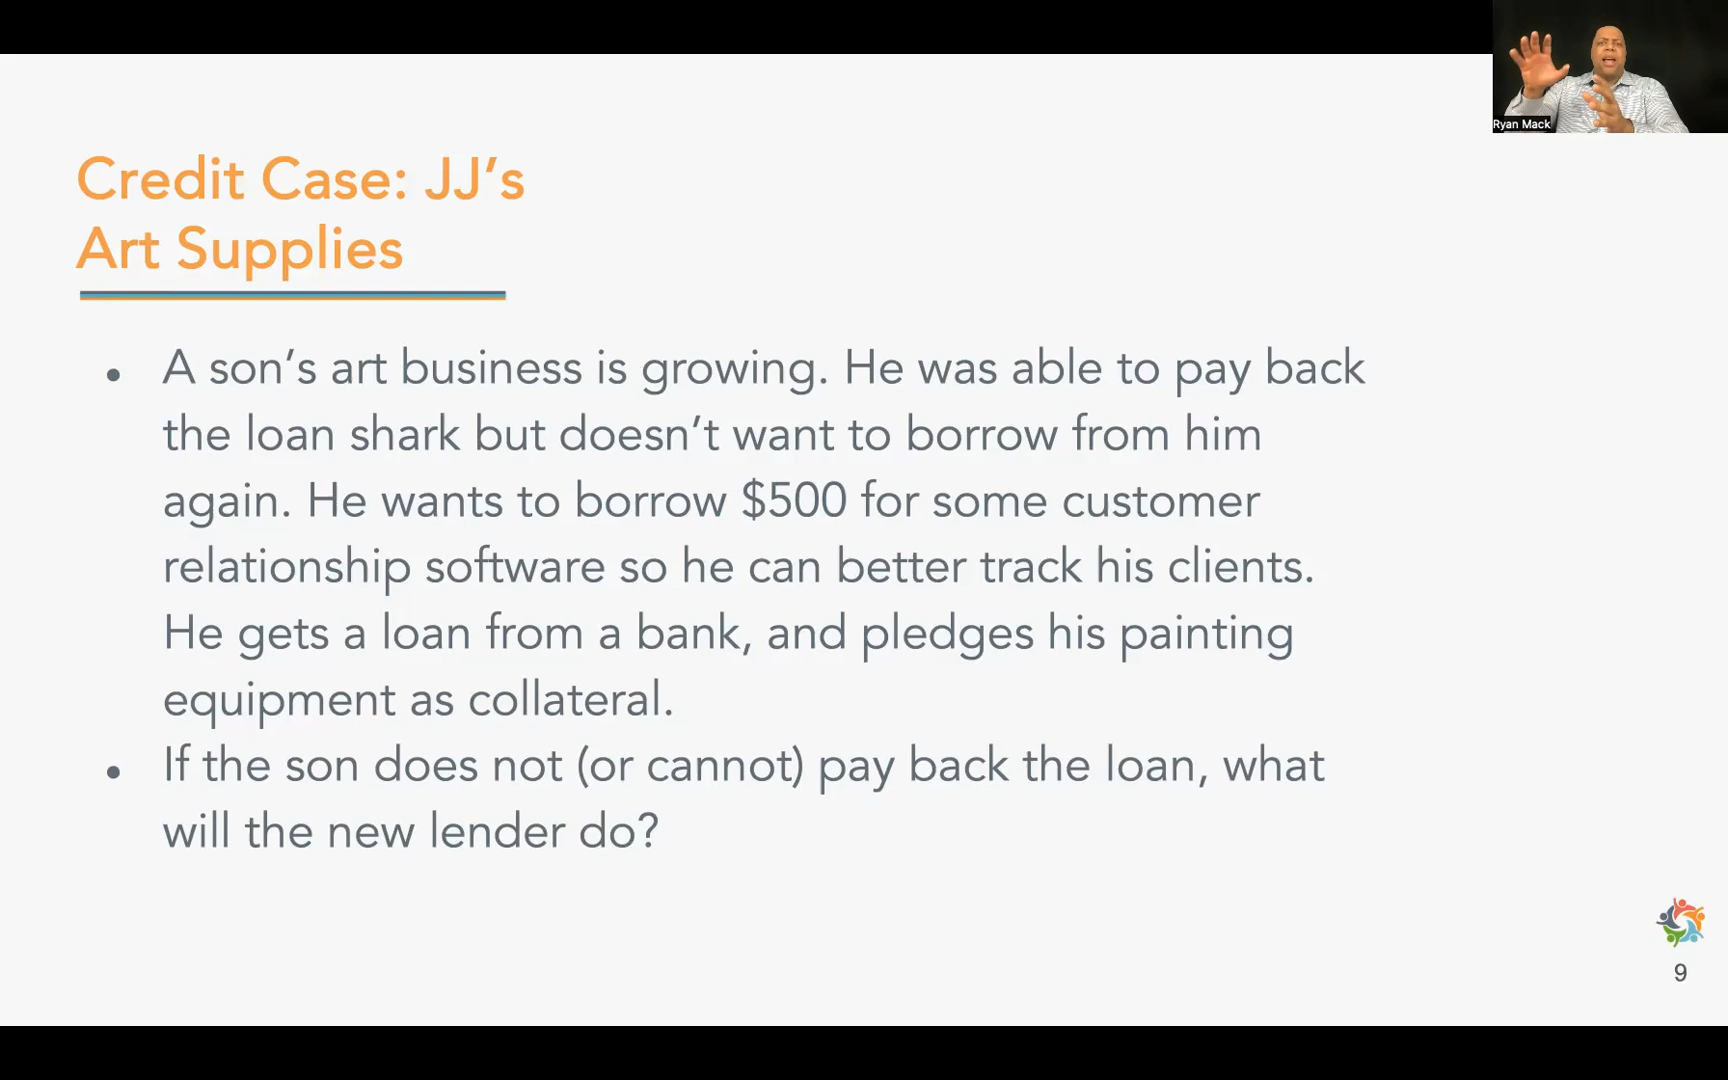 Ryan Mack
Credit Case: JJ’s
Art Supplies
• A son’s art business is growing. He was able to pay back
the loan shark but doesn’t want to borrow from him
again. He wants to borrow $500 for some customer
relationship software so he can better track his clients.
He gets a loan from a bank, and pledges his painting
equipment as collateral.
• If the son does not (or cannot) pay back the loan, what
will the new lender do?
9